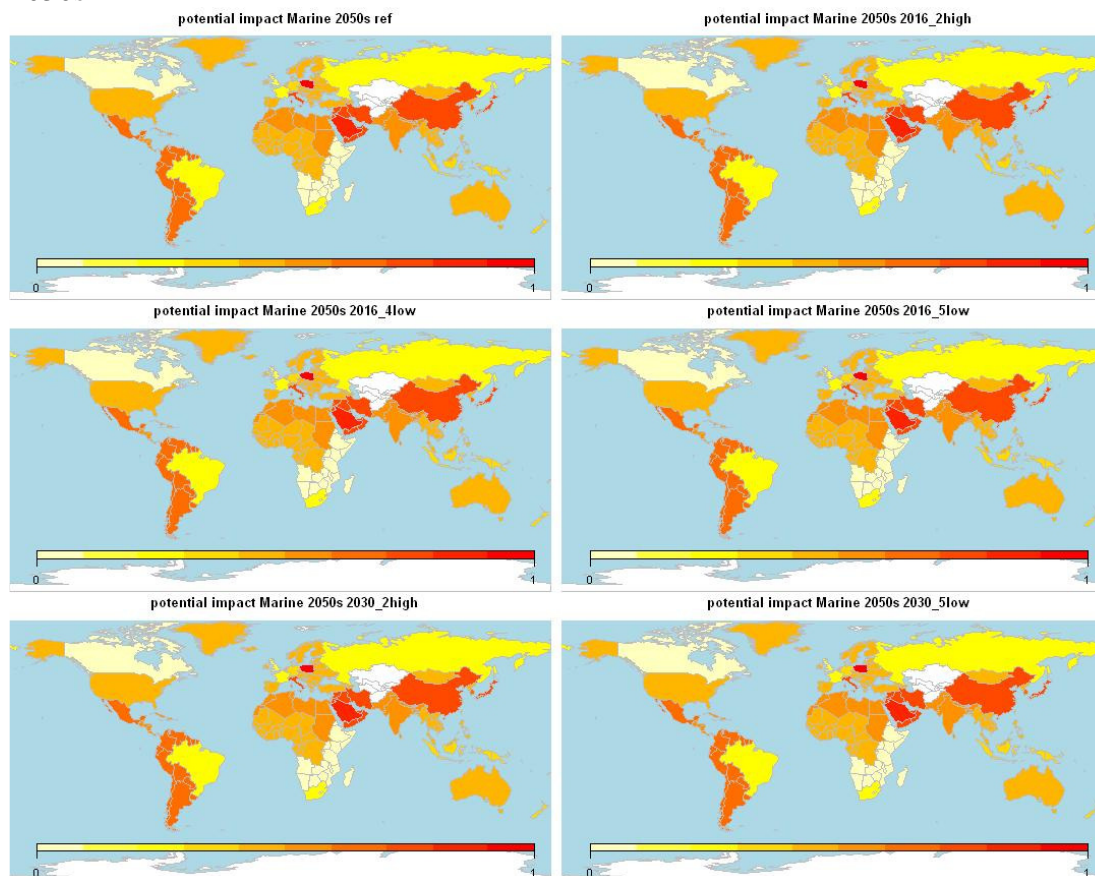 potential impact Marine 2050s ref
potential impact Marine 2050s 2016_2high
0 1
0 1
potential impact Marine 2050s 2016_4low
potential impact Marine 2050s 2016_5low
0 1
0 1
potential impact Marine 2050s 2030_2high
potential impact Marine 2050s 2030_5low
0 1
0 1